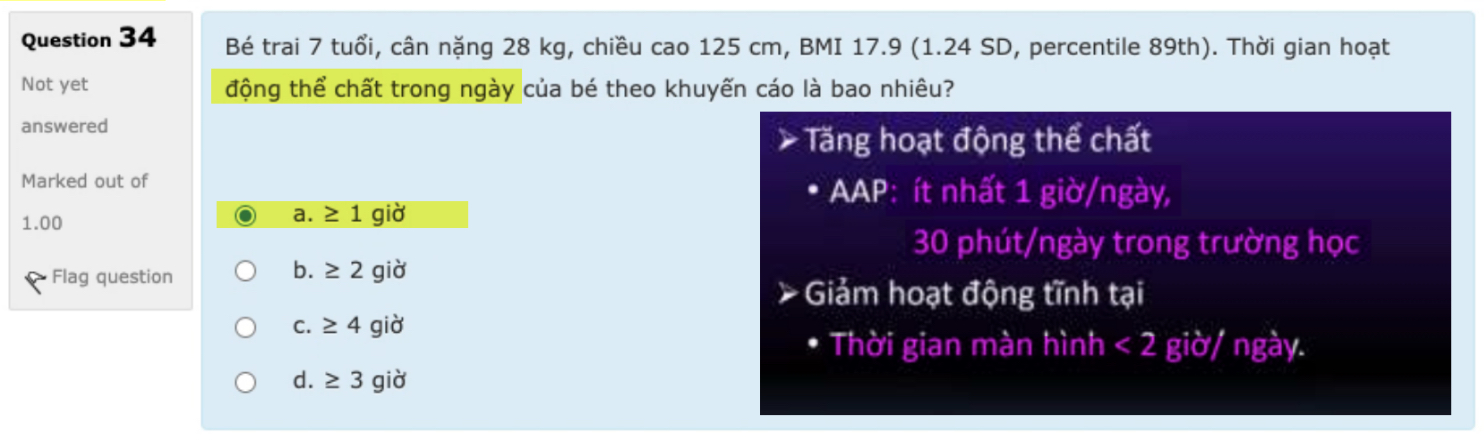 Question 34
Not yet
answered
Marked out of
1.00
Flag question
Bé trai 7 tuổi, cân nặng 28 kg, chiều cao 125 cm, BMI 17.9 (1.24 SD, percentile 89th). Thời gian hoạt
động thể chất trong ngày của bé theo khuyến cáo là bao nhiêu?
a. ≥ 1 giờ
b. ≥ 2 giờ
c. ≥ 4 giờ
d. ≥ 3 giờ
➢Tăng hoạt động thể chất
• AAP: ít nhất 1 giờ/ngày,
30 phút/ngày trong trường học
➢Giảm hoạt động tĩnh tại
• Thời gian màn hình < 2 giờ/ ngày.